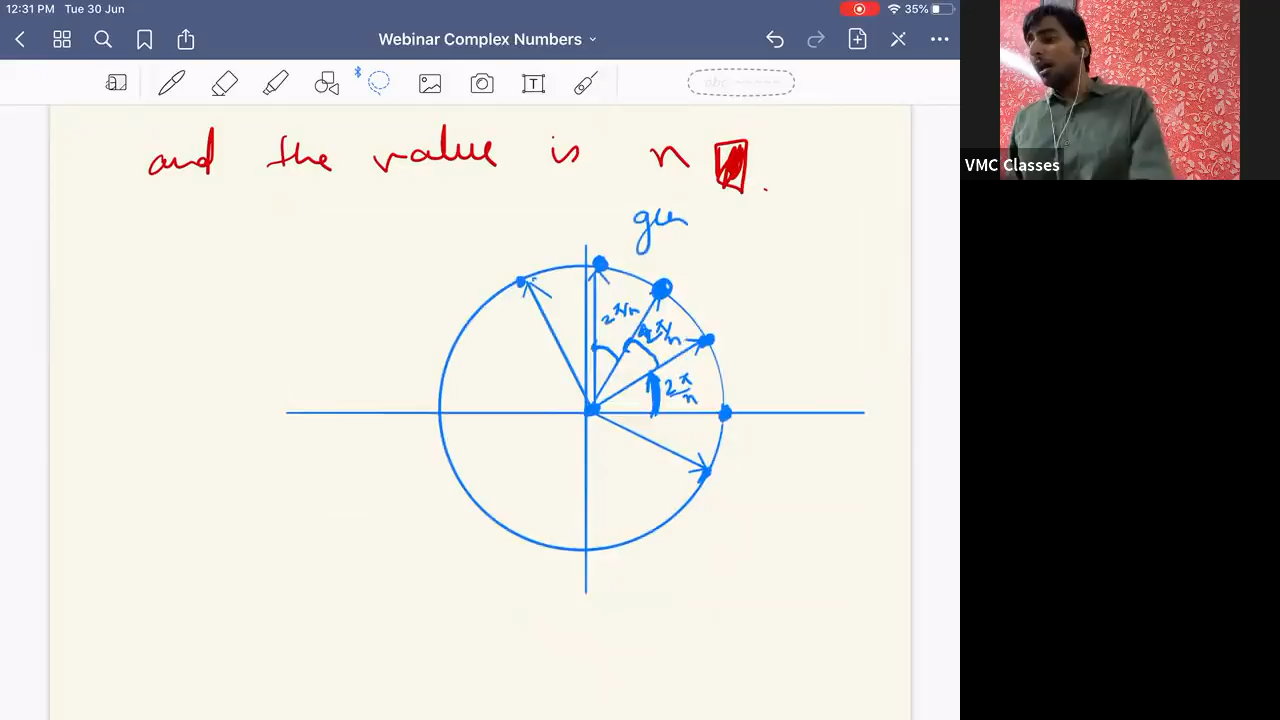 12:31 PM Tue 30 Jun
35%
Webinar Complex Numbers
T
abc
VMC Classes
and the value is n
2π/n
2π/n
2π/n